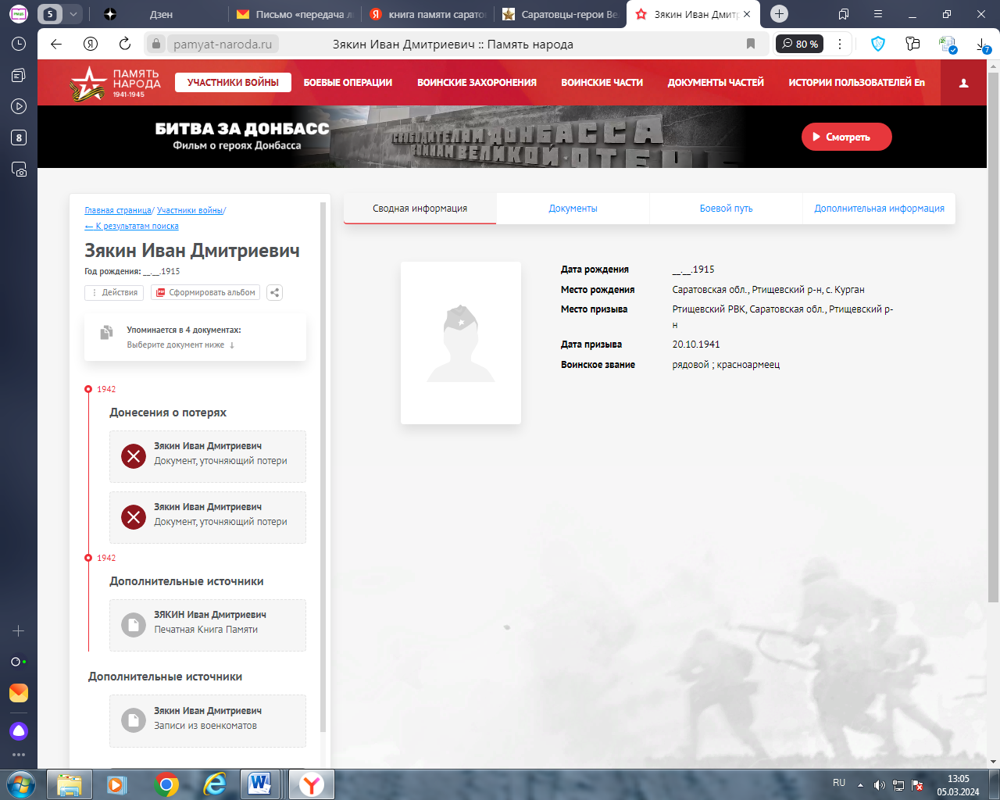 5
Дзен
Письмо «передача л
книга памяти сарато
Саратовцы-герои Ве
Зякин Иван Дмитр
pamyat-naroda.ru
Зякин Иван Дмитриевич :: Память народа
80 %
7
8
ПАМЯТЬ
НАРОДА
1941-1945
УЧАСТНИКИ ВОЙНЫ
БОЕВЫЕ ОПЕРАЦИИ
ВОИНСКИЕ ЗАХОРОНЕНИЯ
ВОИНСКИЕ ЧАСТИ
ДОКУМЕНТЫ ЧАСТЕЙ
ИСТОРИИ ПОЛЬЗОВАТЕЛЕЙ En
БИТВА ЗА ДОНБАСС
Фильм о героях Донбасса
ОСВОБОДИТЕЛЯМ ДОНБАССА
ВОИНАМ ВЕЛИКОЙ ОТЕЧ
Смотреть
Главная страница/ Участники войны/
← К результатам поиска
Зякин Иван Дмитриевич
Год рождения: __.__.1915
Действия
PDF
Сформировать альбом
Упоминается в 4 документах:
Выберите документ ниже ↓
1942
Донесения о потерях
Зякин Иван Дмитриевич
Документ, уточняющий потери
Зякин Иван Дмитриевич
Документ, уточняющий потери
1942
Дополнительные источники
ЗЯКИН Иван Дмитриевич
Печатная Книга Памяти
Дополнительные источники
Зякин Иван Дмитриевич
Записи из военкоматов
Сводная информация
Документы
Боевой путь
Дополнительная информация
Дата рождения
__.__.1915
Место рождения
Саратовская обл., Ртищевский р-н, с. Курган
Место призыва
Ртищевский РВК, Саратовская обл., Ртищевский р-
н
Дата призыва
20.10.1941
Воинское звание
рядовой ; красноармеец
RU
13:05
05.03.2024